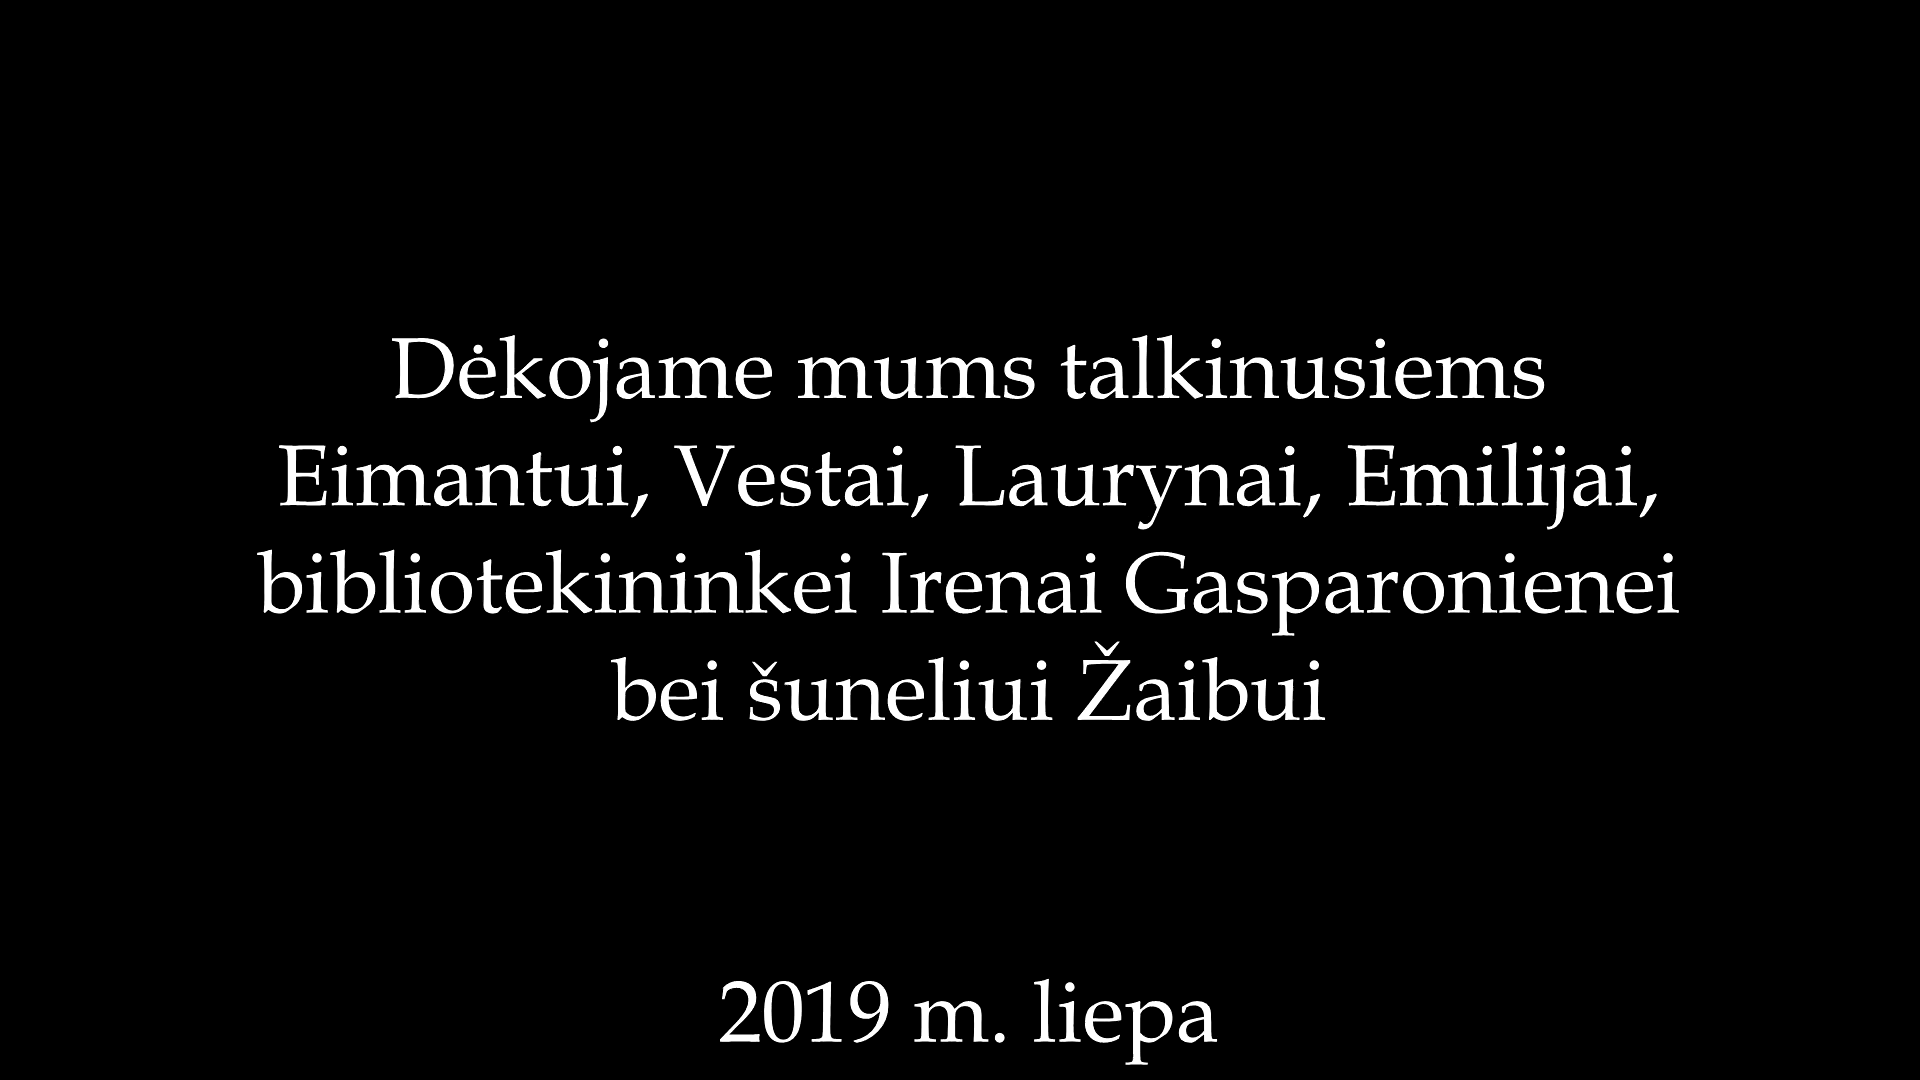 Dėkojame mums talkinusiems
Eimantui, Vestai, Laurynai, Emilijai,
bibliotekininkei Irenai Gasparonienei
bei šuneliui Žaibui
2019 m. liepa